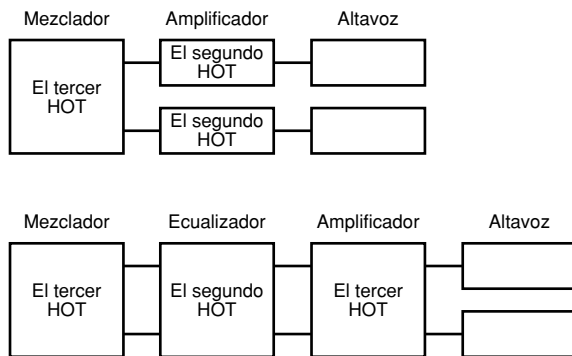 Mezclador Amplificador Altavoz
El tercer
HOT
El segundo
HOT
El segundo
HOT
Mezclador Ecualizador Amplificador Altavoz
El tercer
HOT
El segundo
HOT
El tercer
HOT